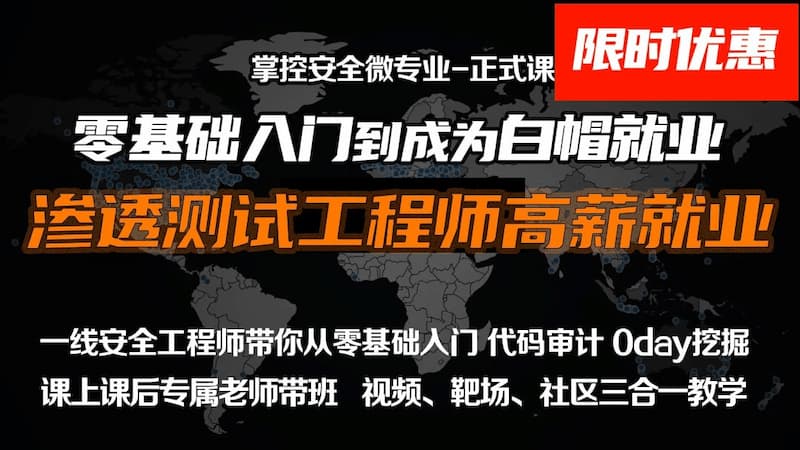 限时优惠
掌控安全微专业-正式课
零基础入门到成为白帽就业
渗透测试工程师高薪就业
一线安全工程师带你从零基础入门 代码审计 0day挖掘
课上课后专属老师带班 视频、靶场、社区三合一教学